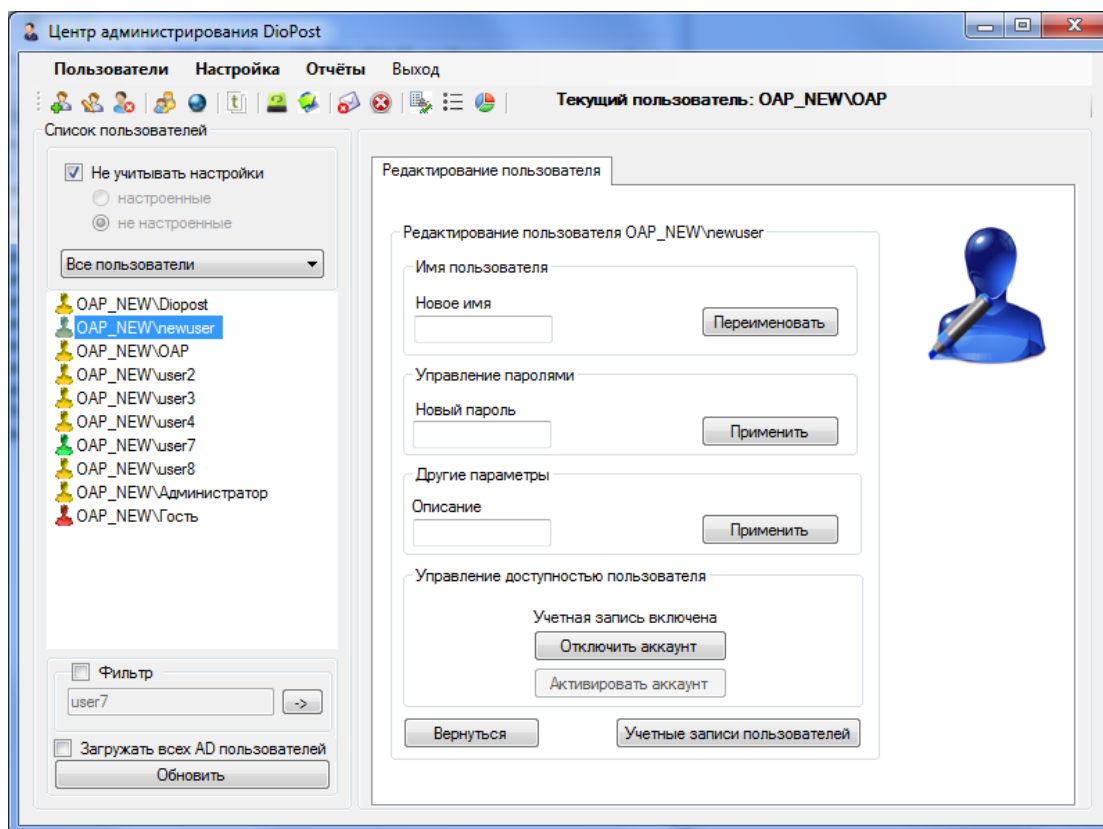 Центр администрирования DioPost
Пользователи Настройка Отчёты Выход
Текущий пользователь: OAP_NEW\OAP
Список пользователей
Не учитывать настройки
настроенные
не настроенные
Все пользователи
OAP_NEW\Diopost
OAP_NEW\newuser
OAP_NEW\OAP
OAP_NEW\user2
OAP_NEW\user3
OAP_NEW\user4
OAP_NEW\user7
OAP_NEW\user8
OAP_NEW\Администратор
OAP_NEW\Гость
Фильтр
user7 ->
Загружать всех AD пользователей
Обновить
Редактирование пользователя
Редактирование пользователя OAP_NEW\newuser
Имя пользователя
Новое имя
Переименовать
Управление паролями
Новый пароль
Применить
Другие параметры
Описание
Применить
Управление доступностью пользователя
Учетная запись включена
Отключить аккаунт
Активировать аккаунт
Вернуться Учетные записи пользователей